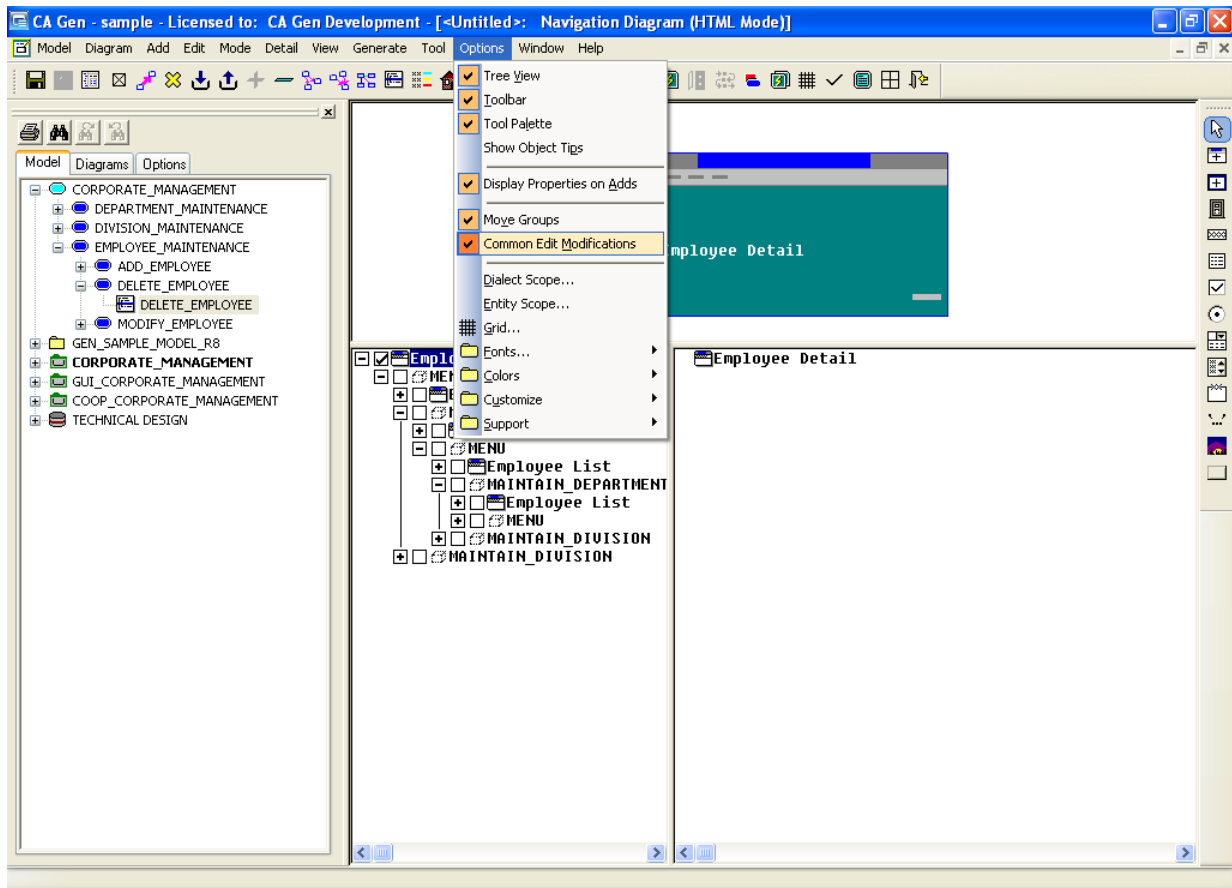 CA Gen - sample - Licensed to: CA Gen Development - [<Untitled>: Navigation Diagram (HTML Mode)]
Model Diagram Add Edit Mode Detail View Generate Tool Options Window Help
Tree View
Toolbar
Tool Palette
Show Object Tips
Display Properties on Adds
Move Groups
Common Edit Modifications
Dialect Scope...
Entity Scope...
Grid...
Fonts...
Colors
Customize
Support
Model Diagrams Options
CORPORATE_MANAGEMENT
DEPARTMENT_MAINTENANCE
DIVISION_MAINTENANCE
EMPLOYEE_MAINTENANCE
ADD_EMPLOYEE
DELETE_EMPLOYEE
DELETE_EMPLOYEE
MODIFY_EMPLOYEE
GEN_SAMPLE_MODEL_R8
CORPORATE_MANAGEMENT
GUI_CORPORATE_MANAGEMENT
COOP_CORPORATE_MANAGEMENT
TECHNICAL DESIGN
mployee Detail
Emplo
MEN
MENU
Employee List
MAINTAIN_DEPARTMENT
Employee List
MENU
MAINTAIN_DIVISION
MAINTAIN_DIVISION
Employee Detail